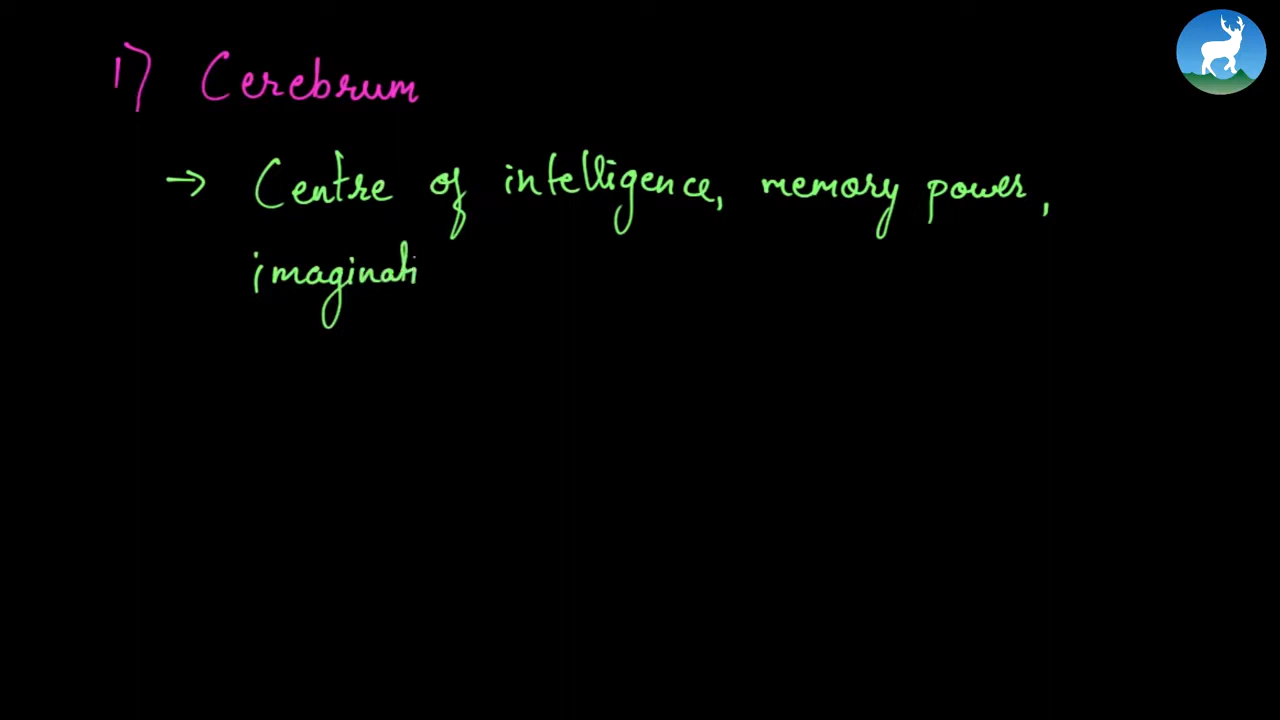 1) Cerebrum
→ Centre of intelligence, memory power,
imaginati